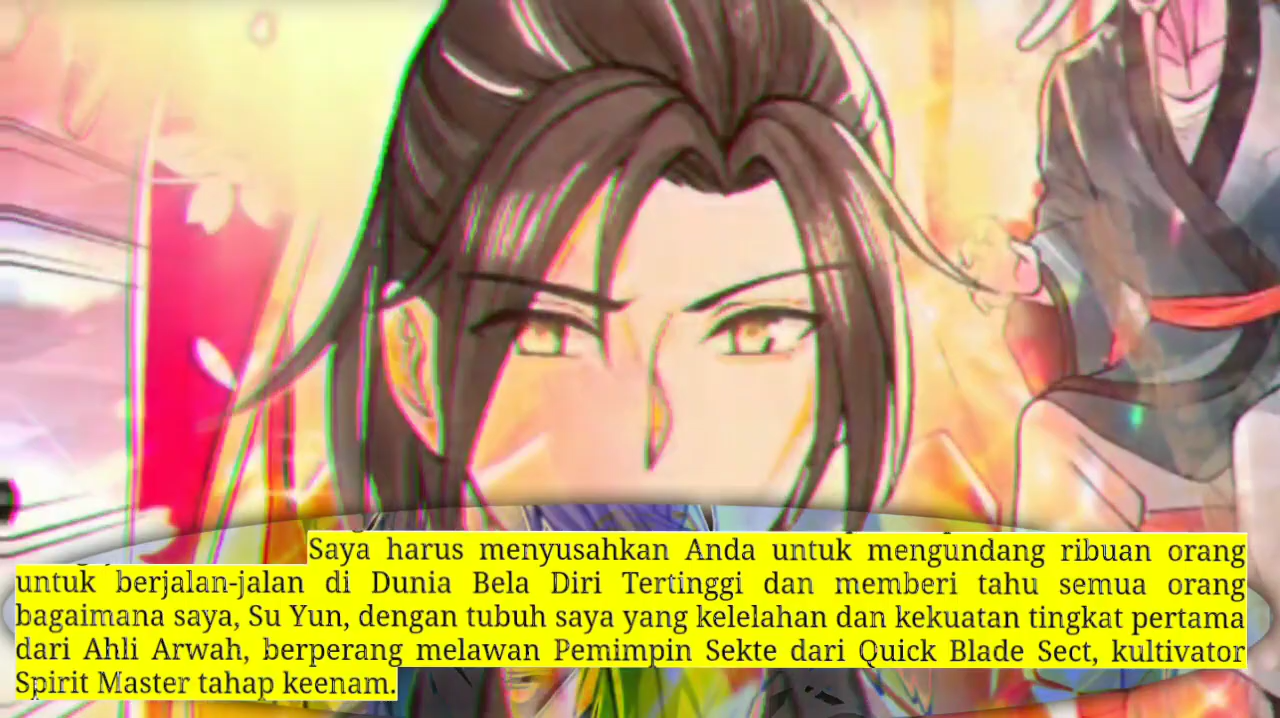 Saya harus menyusahkan Anda untuk mengundang ribuan orang
untuk berjalan-jalan di Dunia Bela Diri Tertinggi dan memberi tahu semua orang
bagaimana saya, Su Yun, dengan tubuh saya yang kelelahan dan kekuatan tingkat pertama
dari Ahli Arwah, berperang melawan Pemimpin Sekte dari Quick Blade Sect, kultivator
Spirit Master tahap keenam.